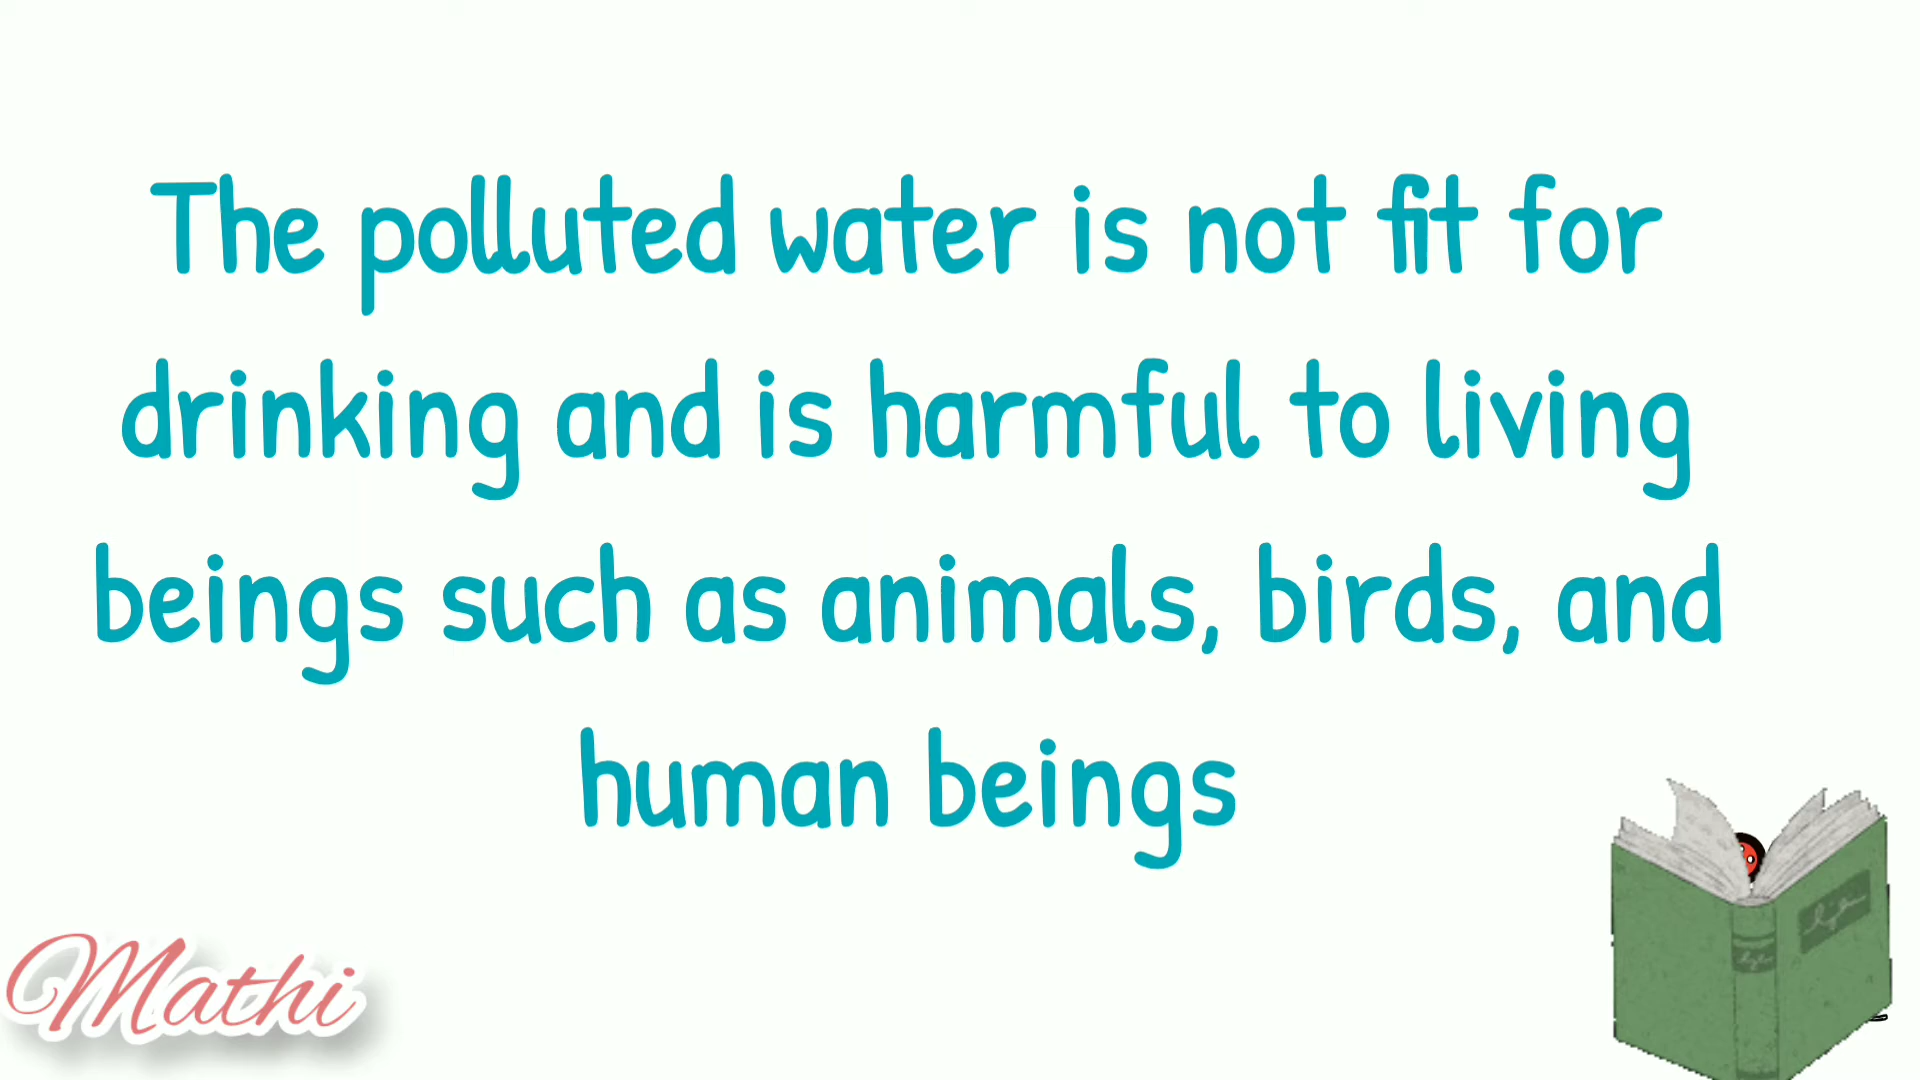 The polluted water is not fit for
drinking and is harmful to living
beings such as animals, birds, and
human beings
Mathi